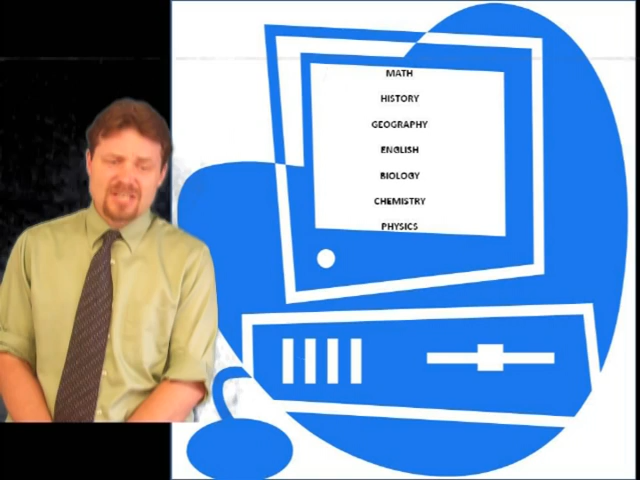 MATH
HISTORY
GEOGRAPHY
ENGLISH
BIOLOGY
CHEMISTRY
PHYSICS